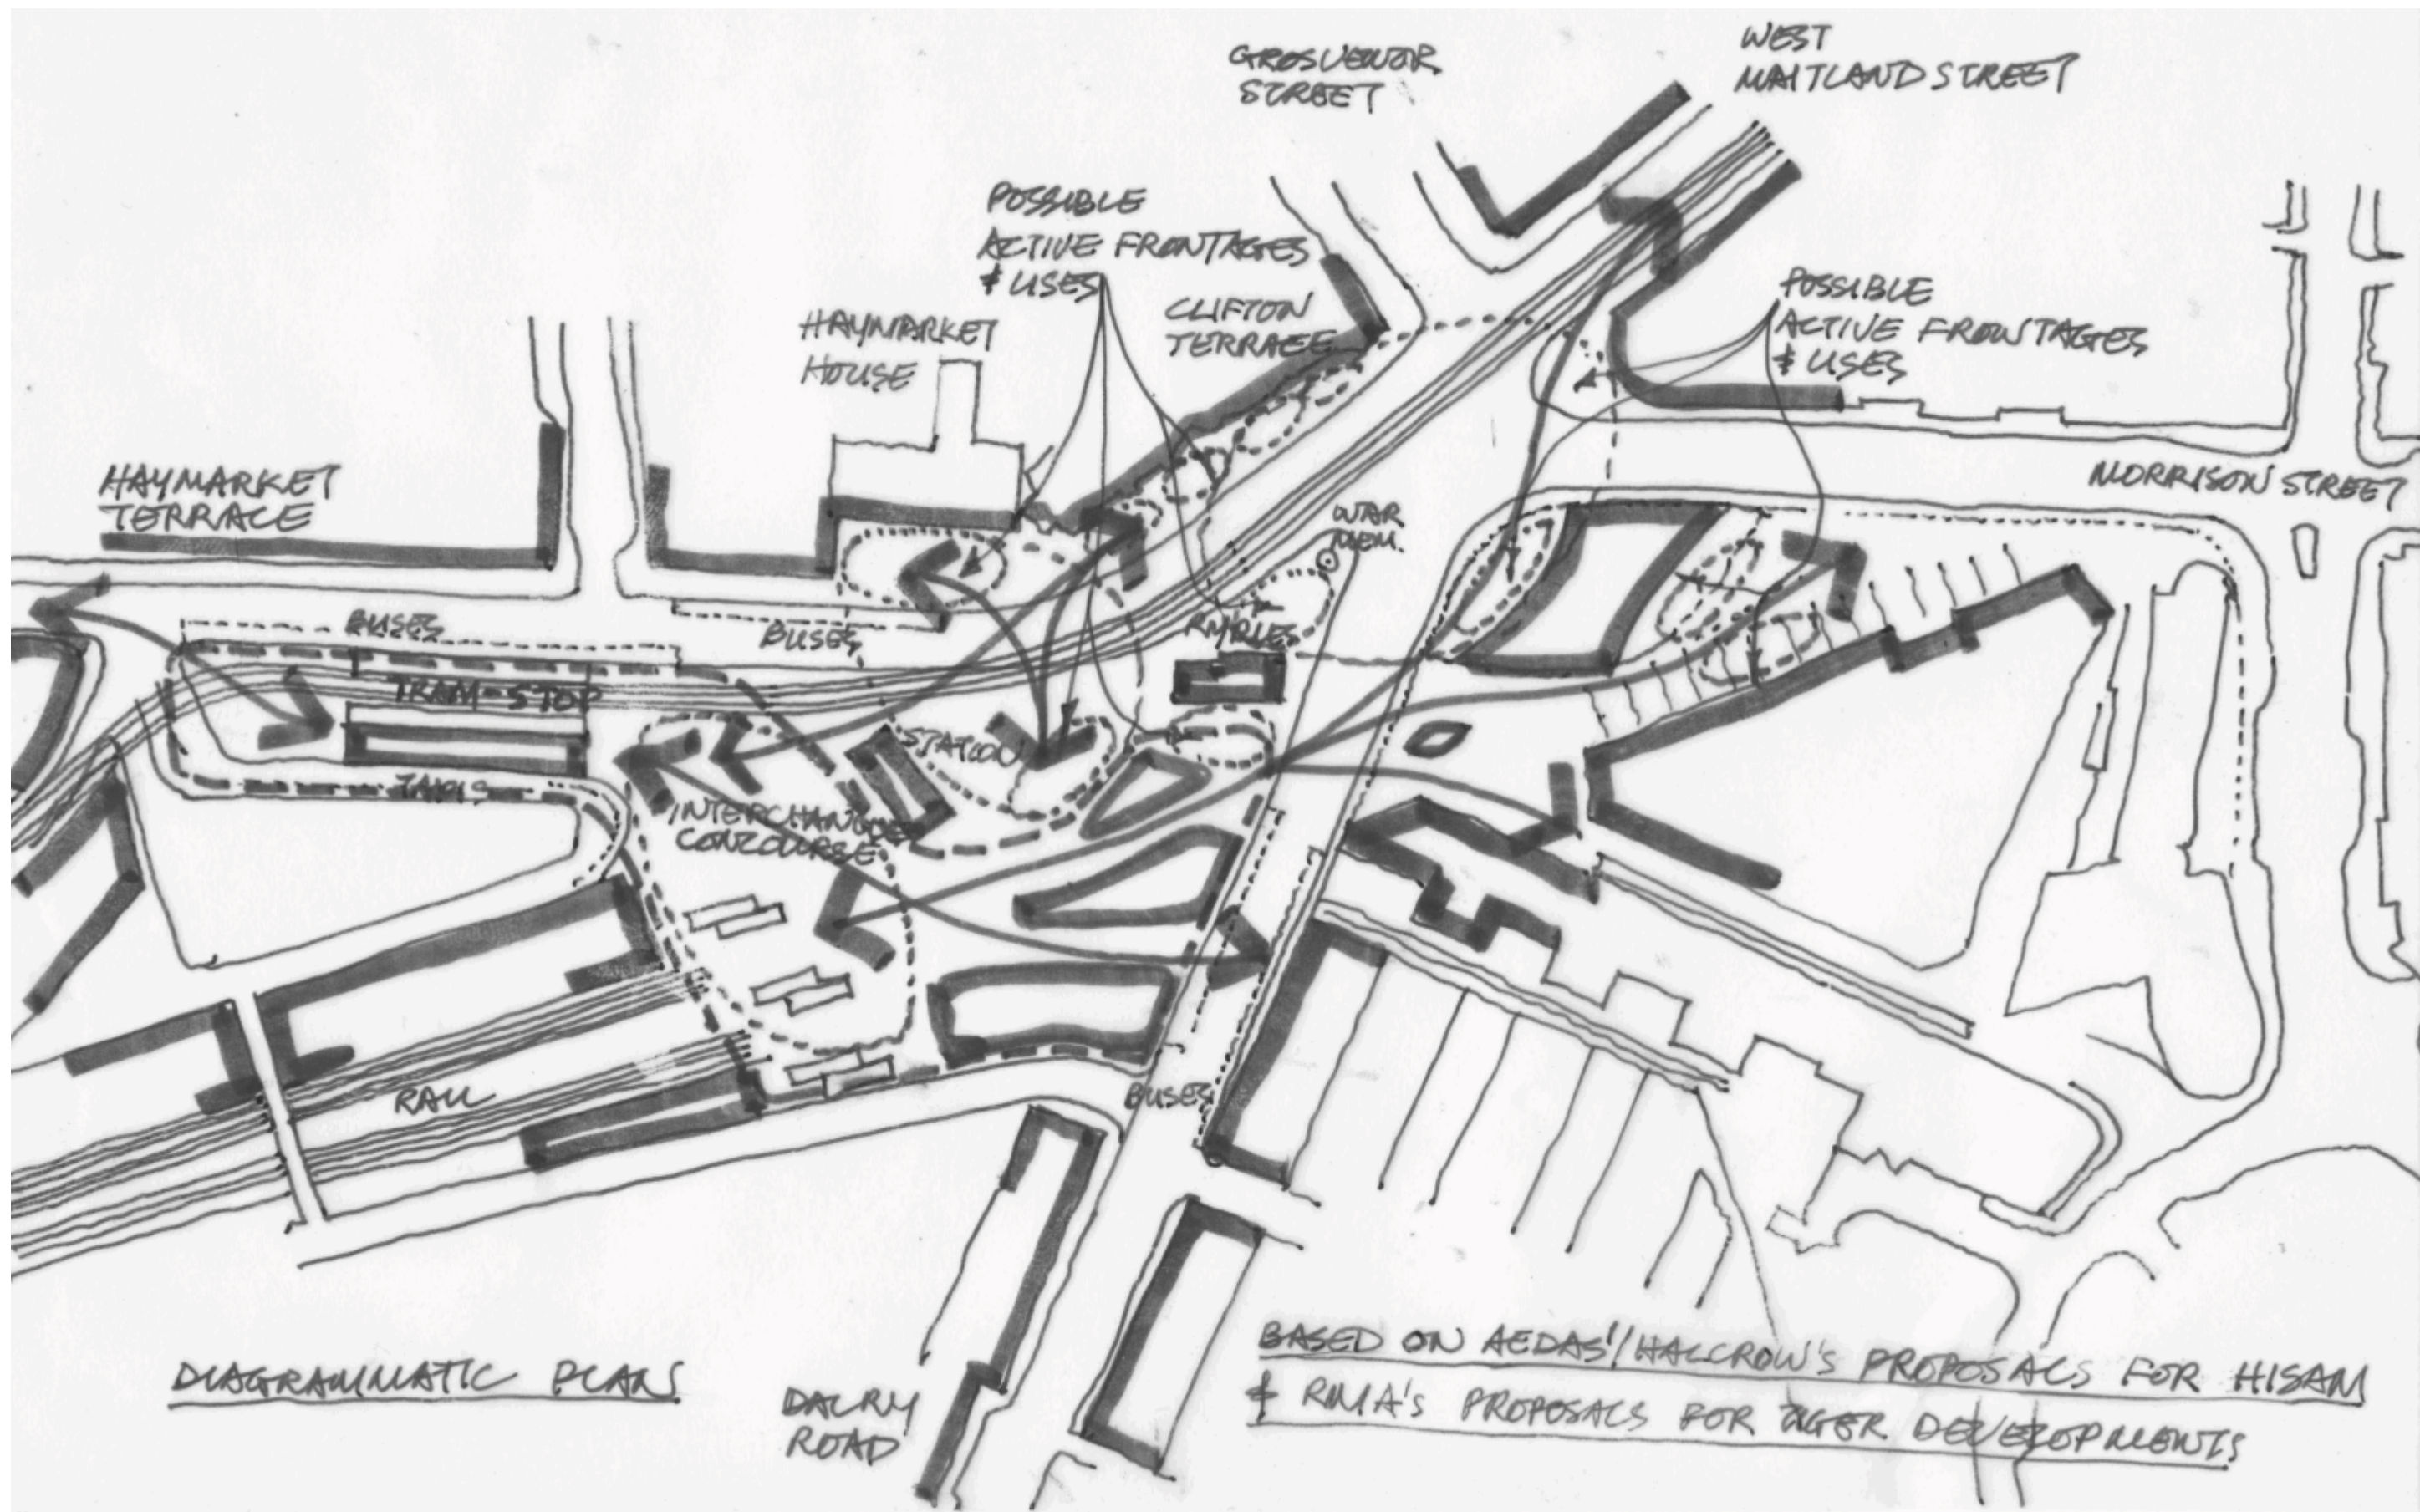 GROSVENOR
STREET
WEST
MAITLAND STREET
POSSIBLE
ACTIVE FRONTAGES
& USES
HAYMARKET
HOUSE
CLIFTON
TERRACE
POSSIBLE
ACTIVE FRONTAGES
& USES
HAYMARKET
TERRACE
MORRISON STREET
WAR
MEM.
BUSES
BUSES
RYRIES
TRAM-STOP
STATION
TAXIS
INTERCHANGE
CONCOURSE
RAIL
BUSES
DIAGRAMMATIC PLAN
DALRY
ROAD
BASED ON AEDAS'/HALCROW'S PROPOSALS FOR HISAM
& RMA's PROPOSALS FOR TIGER DEVELOPMENTS